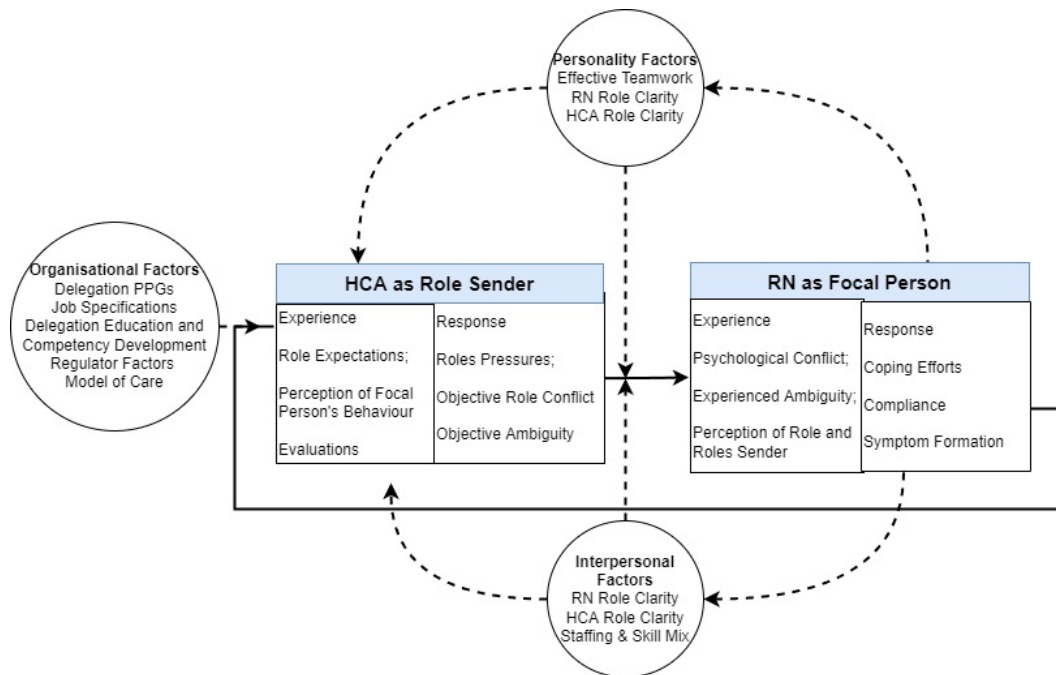 Personality Factors
Effective Teamwork
RN Role Clarity
HCA Role Clarity
Organisational Factors
Delegation PPGs
Job Specifications
Delegation Education and
Competency Development
Regulator Factors
Model of Care
HCA as Role Sender
Experience
Role Expectations;
Perception of Focal
Person's Behaviour
Evaluations
Response
Roles Pressures;
Objective Role Conflict
Objective Ambiguity
RN as Focal Person
Experience
Psychological Conflict;
Experienced Ambiguity;
Perception of Role and
Roles Sender
Response
Coping Efforts
Compliance
Symptom Formation
Interpersonal
Factors
RN Role Clarity
HCA Role Clarity
Staffing & Skill Mix